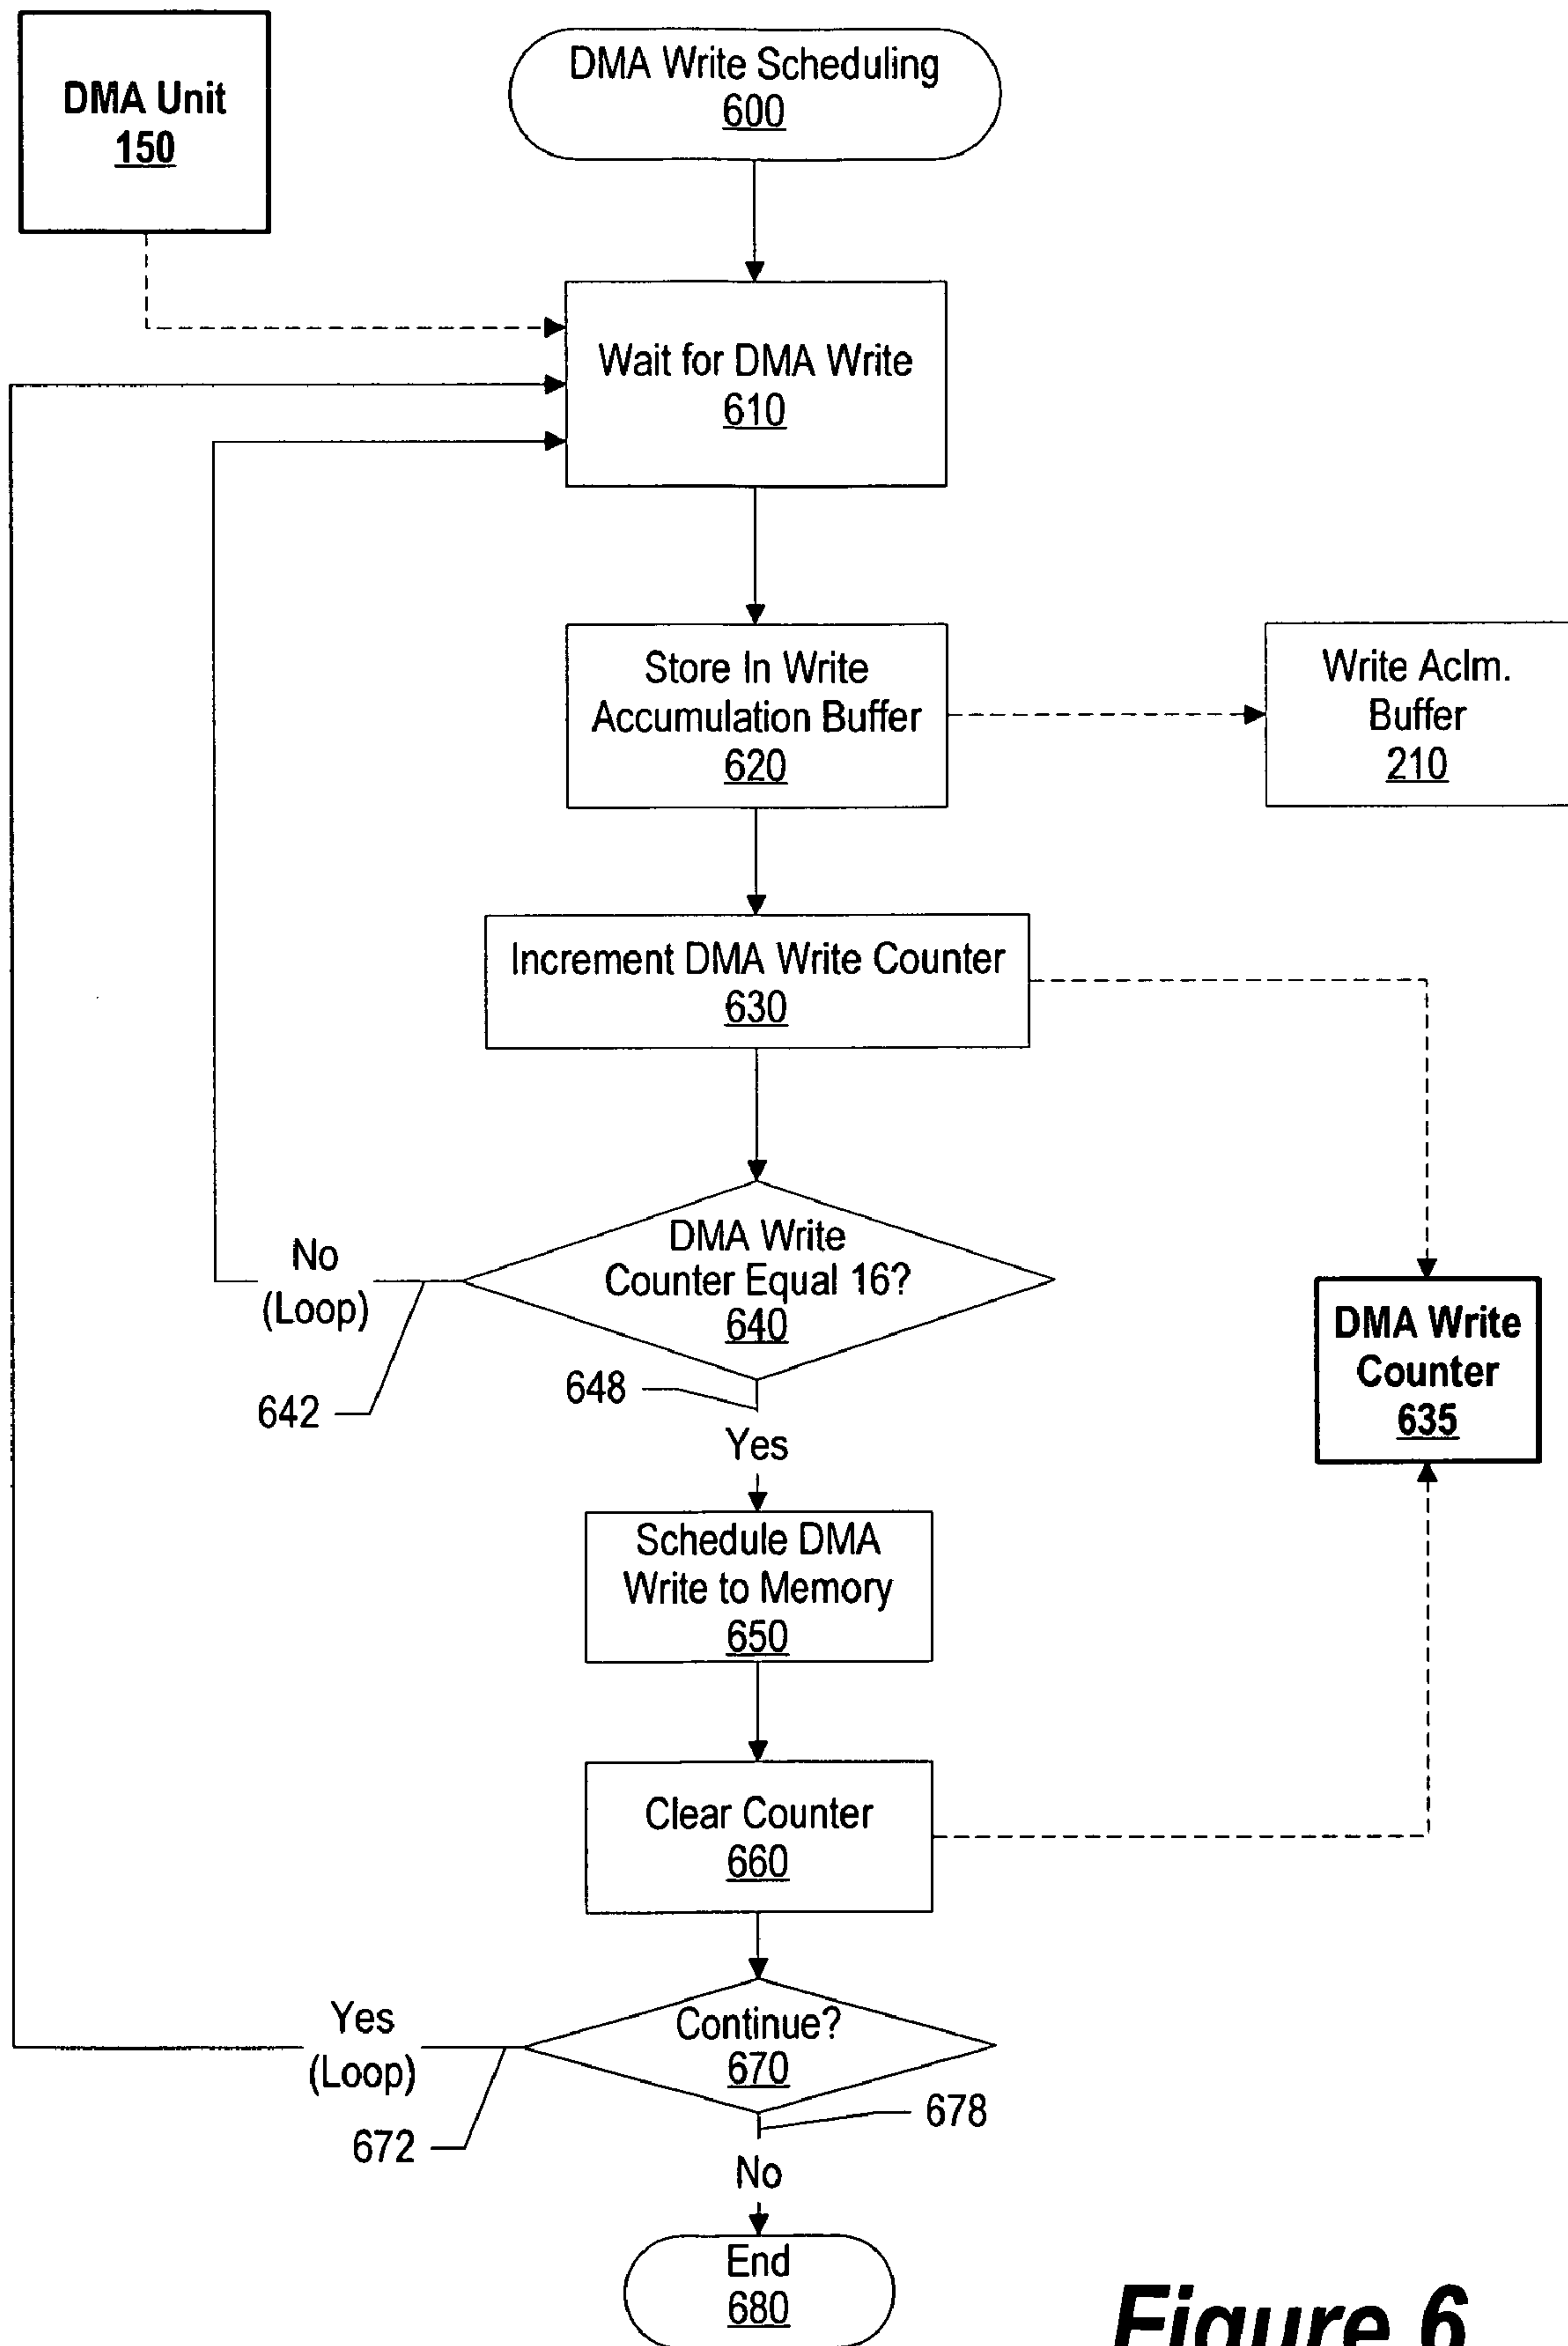 DMA Unit
150
DMA Write Scheduling
600
Wait for DMA Write
610
Store In Write
Accumulation Buffer
620
Write Aclm.
Buffer
210
Increment DMA Write Counter
630
DMA Write
Counter Equal 16?
640
No
(Loop)
642
648
Yes
DMA Write
Counter
635
Schedule DMA
Write to Memory
650
Clear Counter
660
Continue?
670
Yes
(Loop)
672
678
No
End
680
Figure 6